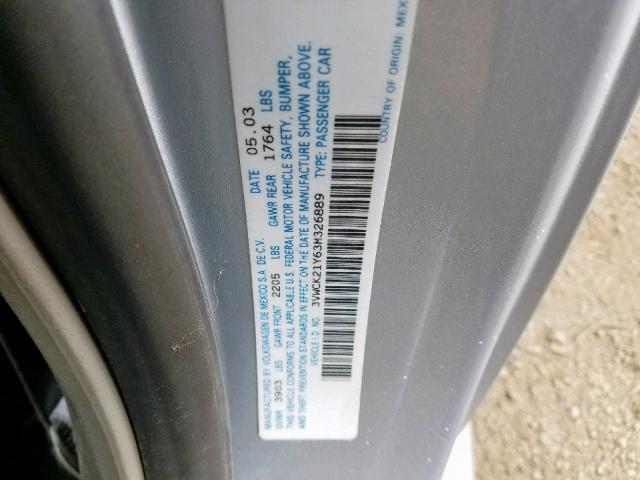 MANUFACTURED BY VOLKSWAGEN DE MEXICO S.A. DE C.V. DATE 05.03
GVWR 3903 LBS GAWR FRONT 2205 LBS GAWR REAR 1764 LBS
THIS VEHICLE CONFORMS TO ALL APPLICABLE U.S. FEDERAL MOTOR VEHICLE SAFETY, BUMPER,
AND THEFT PREVENTION STANDARDS IN EFFECT ON THE DATE OF MANUFACTURE SHOWN ABOVE.
VEHICLE I.D. NO. 3VWCK21Y63M326889 TYPE: PASSENGER CAR
COUNTRY OF ORIGIN: